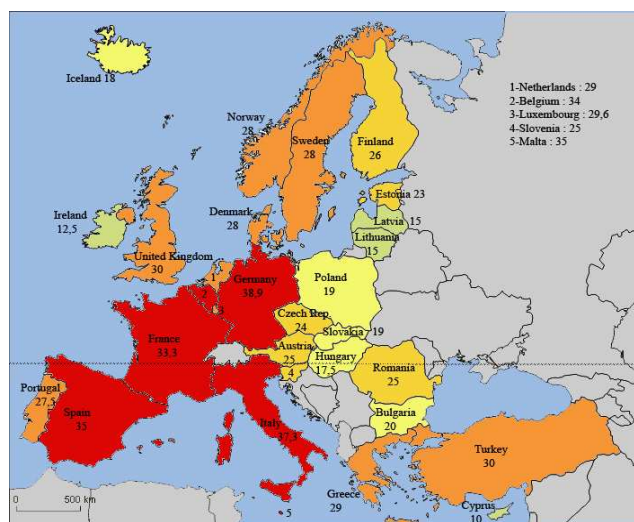 Iceland 18
1-Netherlands : 29
2-Belgium : 34
3-Luxembourg : 29,6
4-Slovenia : 25
5-Malta : 35
Norway
28
Sweden
28
Finland
26
Estonia 23
Latvia 15
Lithuania
15
Ireland
12,5
Denmark
28
United Kingdom
30
1
2
3
Germany
38,9
Poland
19
Czech Rep
24
Slovakia 19
France
33,3
Austria
25
Hungary
17,5
4
Romania
25
Portugal
27,5
Spain
35
Italy
37,3
Bulgaria
20
Turkey
30
Greece
29
Cyprus
10
5
0 500 km